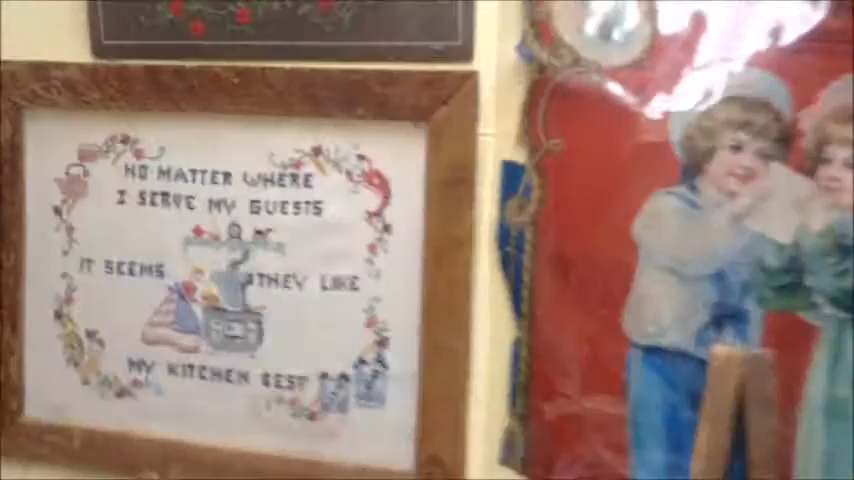 NO MATTER WHERE
I SERVE MY GUESTS
IT SEEMS THEY LIKE
MY KITCHEN BEST